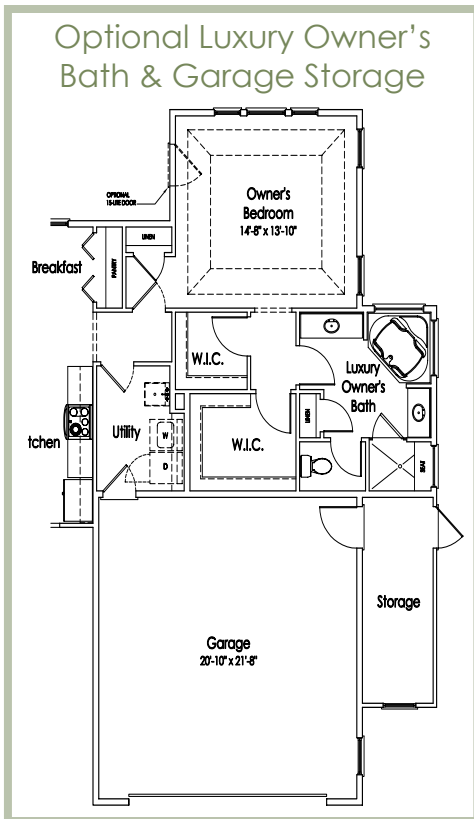 Optional Luxury Owner's
Bath & Garage Storage
OPTIONAL
15-LITE DOOR
Owner's
Bedroom
14'-8" x 13'-10"
LINEN
Breakfast
PANTRY
W.I.C.
Luxury
Owner's
Bath
LINEN
tchen
Utility
W
D
W.I.C.
SEAT
Storage
Garage
20'-10" x 21'-8"